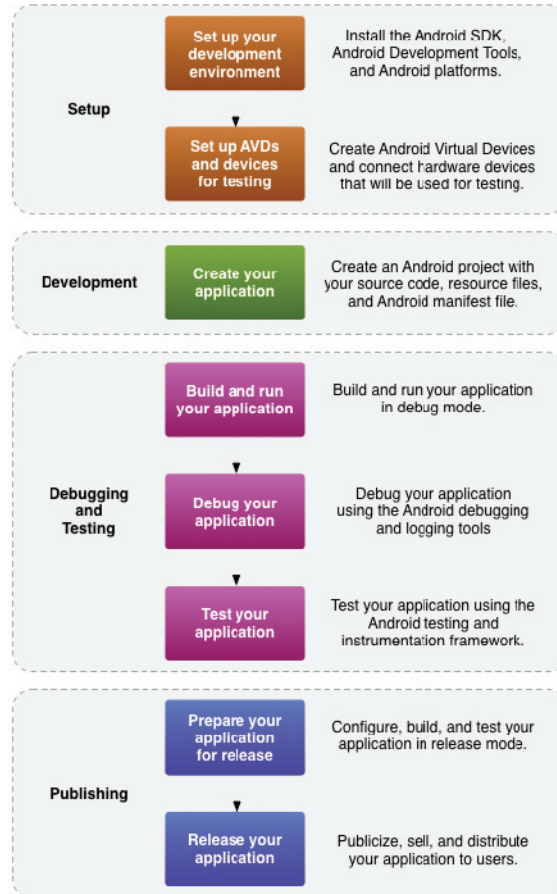 Set up your
development
environment
Install the Android SDK,
Android Development Tools,
and Android platforms.
Setup
Set up AVDs
and devices
for testing
Create Android Virtual Devices
and connect hardware devices
that will be used for testing.
Development
Create your
application
Create an Android project with
your source code, resource files,
and Android manifest file.
Build and run
your application
Build and run your application
in debug mode.
Debugging
and
Testing
Debug your
application
Debug your application
using the Android debugging
and logging tools
Test your
application
Test your application using the
Android testing and
instrumentation framework.
Prepare your
application
for release
Configure, build, and test your
application in release mode.
Publishing
Release your
application
Publicize, sell, and distribute
your application to users.